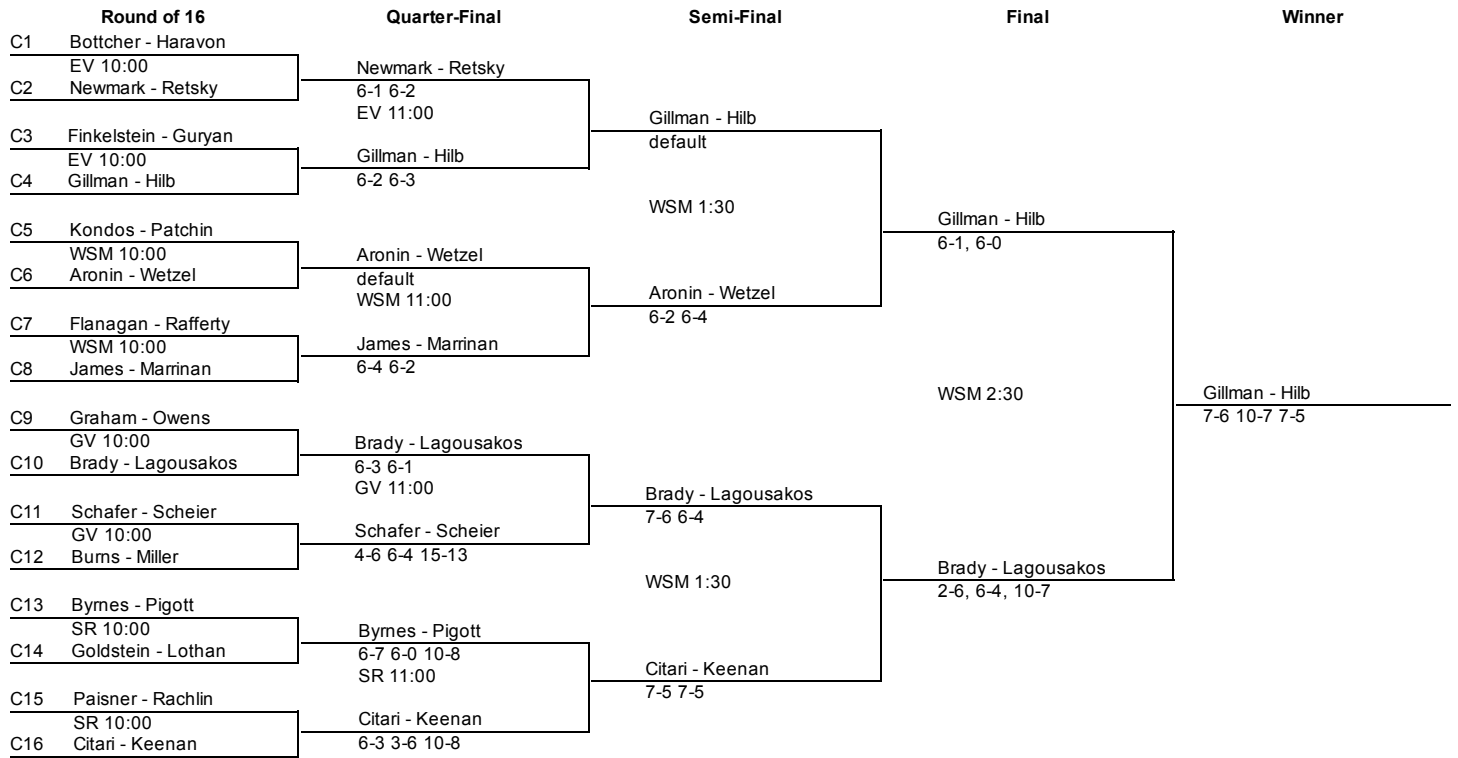 Round of 16 Quarter-Final Semi-Final Final Winner
C1 Bottcher - Haravon
EV 10:00
C2 Newmark - Retsky
C3 Finkelstein - Guryan
EV 10:00
C4 Gillman - Hilb
C5 Kondos - Patchin
WSM 10:00
C6 Aronin - Wetzel
C7 Flanagan - Rafferty
WSM 10:00
C8 James - Marrinan
C9 Graham - Owens
GV 10:00
C10 Brady - Lagousakos
C11 Schafer - Scheier
GV 10:00
C12 Burns - Miller
C13 Byrnes - Pigott
SR 10:00
C14 Goldstein - Lothan
C15 Paisner - Rachlin
SR 10:00
C16 Citari - Keenan
Newmark - Retsky
6-1 6-2
EV 11:00
Gillman - Hilb
6-2 6-3
Aronin - Wetzel
default
WSM 11:00
James - Marrinan
6-4 6-2
Brady - Lagousakos
6-3 6-1
GV 11:00
Schafer - Scheier
4-6 6-4 15-13
Byrnes - Pigott
6-7 6-0 10-8
SR 11:00
Citari - Keenan
6-3 3-6 10-8
Gillman - Hilb
default
WSM 1:30
Aronin - Wetzel
6-2 6-4
Brady - Lagousakos
7-6 6-4
WSM 1:30
Citari - Keenan
7-5 7-5
Gillman - Hilb
6-1, 6-0
WSM 2:30
Brady - Lagousakos
2-6, 6-4, 10-7
Gillman - Hilb
7-6 10-7 7-5